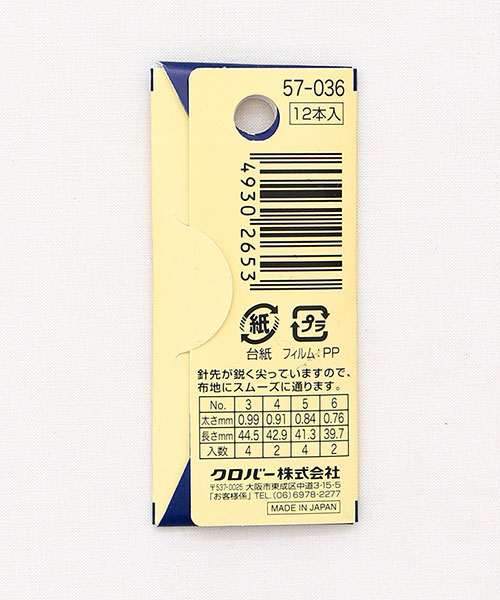 57-036
12本入
4930 2653
紙
プラ
台紙 フィルム:PP
針先が鋭く尖っていますので、
布地にスムーズに通ります。
No. 3 4 5 6
太さmm 0.99 0.91 0.84 0.76
長さmm 44.5 42.9 41.3 39.7
入数 4 2 4 2
クロバー株式会社
〒537-0025 大阪市東成区中道3-15-5
「お客様係」 TEL.(06)6978-2277
MADE IN JAPAN